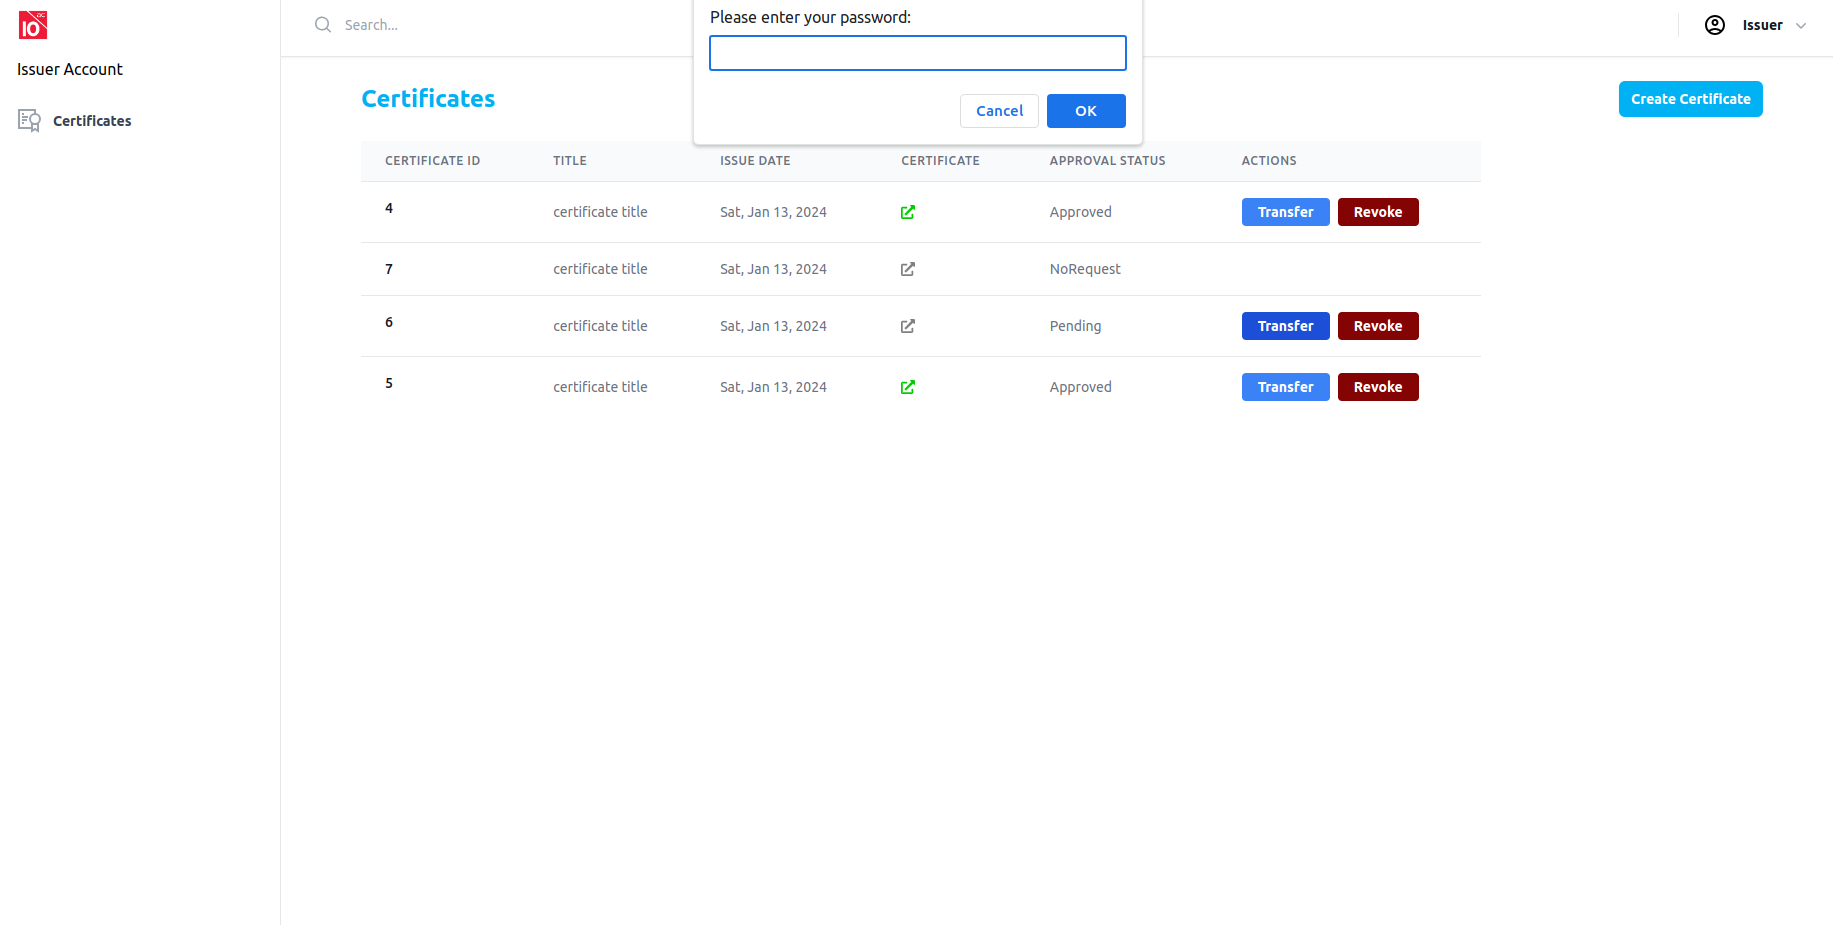 IO
Search...
Please enter your password:
Issuer
Issuer Account
Cancel
OK
Certificates
Certificates
Create Certificate
CERTIFICATE ID TITLE ISSUE DATE CERTIFICATE APPROVAL STATUS ACTIONS
4 certificate title Sat, Jan 13, 2024 Approved Transfer Revoke
7 certificate title Sat, Jan 13, 2024 NoRequest
6 certificate title Sat, Jan 13, 2024 Pending Transfer Revoke
5 certificate title Sat, Jan 13, 2024 Approved Transfer Revoke